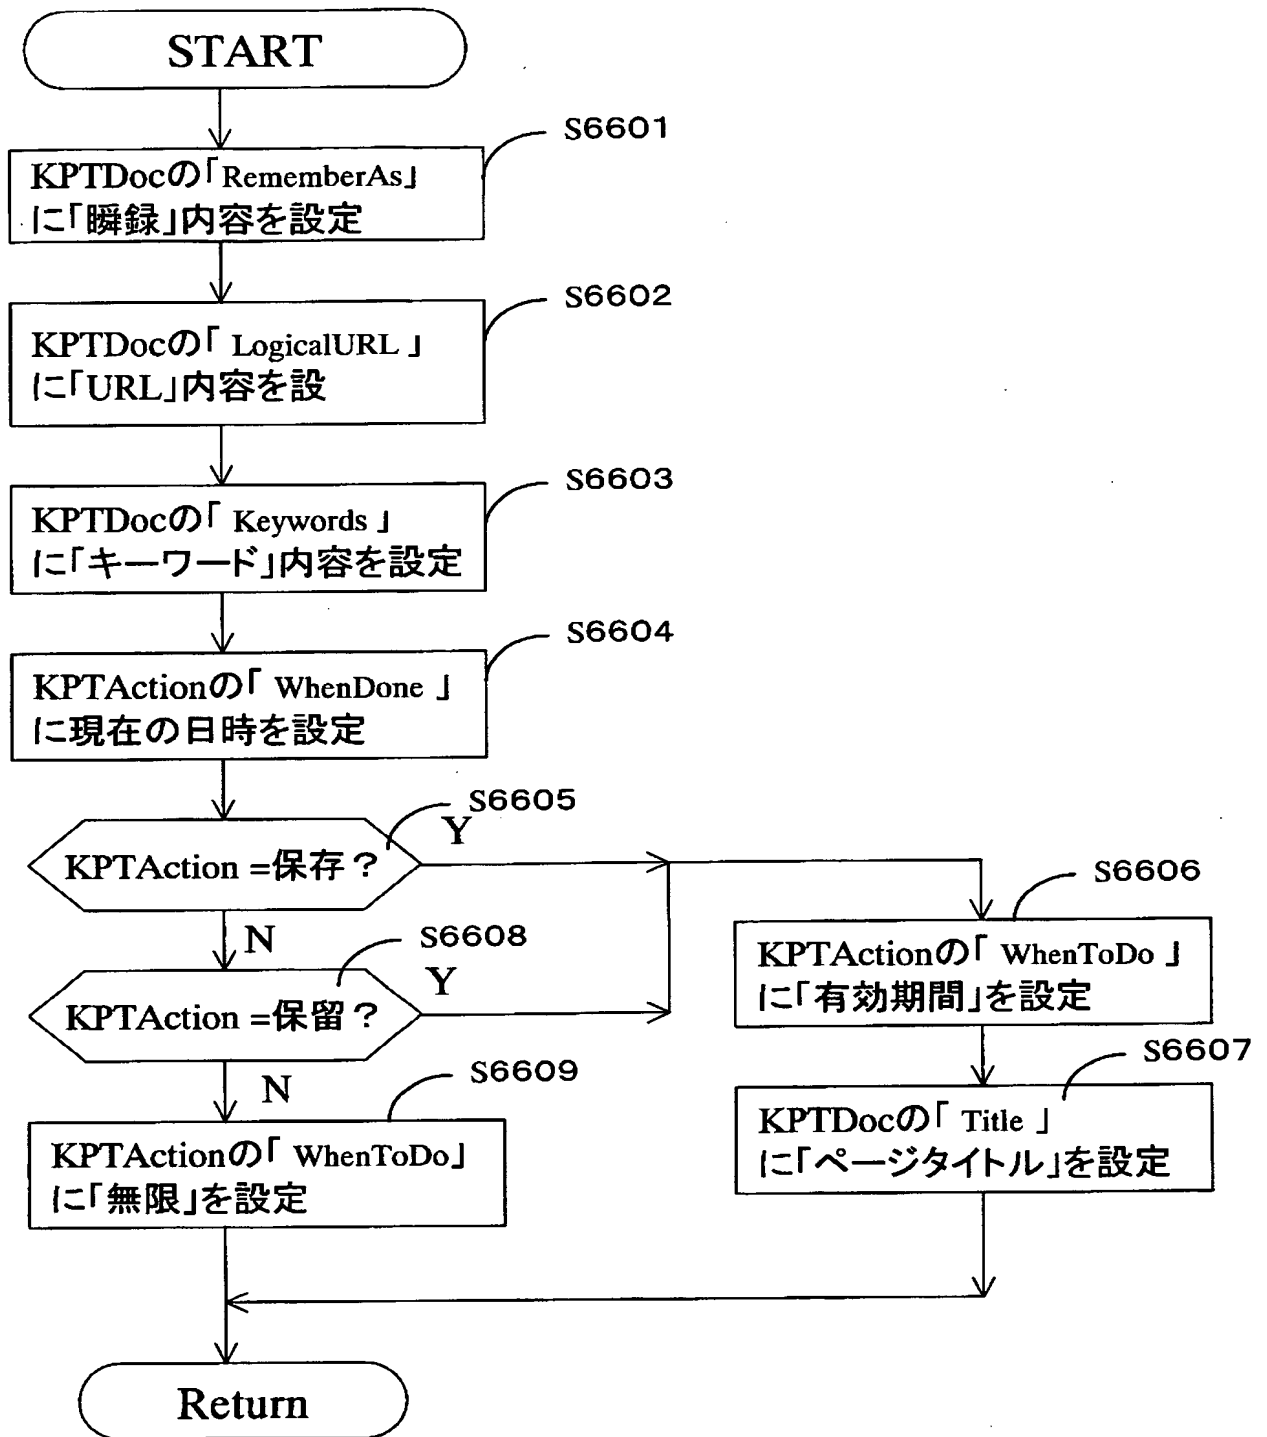 START
S6601
KPTDocの「RememberAs」
に「瞬録」内容を設定
S6602
KPTDocの「 LogicalURL 」
に「URL」内容を設
S6603
KPTDocの「 Keywords 」
に「キーワード」内容を設定
S6604
KPTActionの「 WhenDone 」
に現在の日時を設定
S6605
KPTAction =保存？
Y
N
S6606
KPTActionの「 WhenToDo 」
に「有効期間」を設定
S6608
KPTAction =保留？
Y
N
S6607
KPTDocの「 Title 」
に「ページタイトル」を設定
S6609
KPTActionの「 WhenToDo」
に「無限」を設定
Return